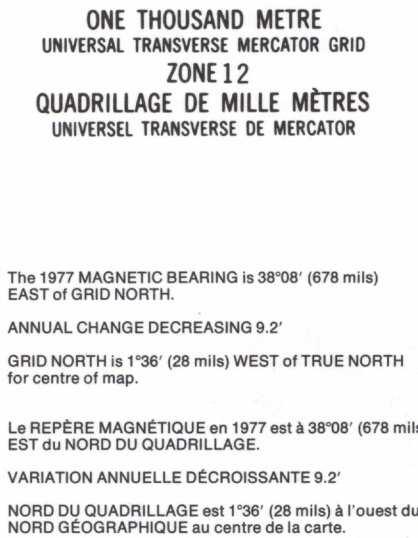 ONE THOUSAND METRE
UNIVERSAL TRANSVERSE MERCATOR GRID
ZONE 12
QUADRILLAGE DE MILLE MÈTRES
UNIVERSEL TRANSVERSE DE MERCATOR
The 1977 MAGNETIC BEARING is 38°08′ (678 mils)
EAST of GRID NORTH.
ANNUAL CHANGE DECREASING 9.2′
GRID NORTH is 1°36′ (28 mils) WEST of TRUE NORTH
for centre of map.
Le REPÈRE MAGNÉTIQUE en 1977 est à 38°08′ (678 mils
EST du NORD DU QUADRILLAGE.
VARIATION ANNUELLE DÉCROISSANTE 9.2′
NORD DU QUADRILLAGE est 1°36′ (28 mils) à l'ouest du
NORD GÉOGRAPHIQUE au centre de la carte.